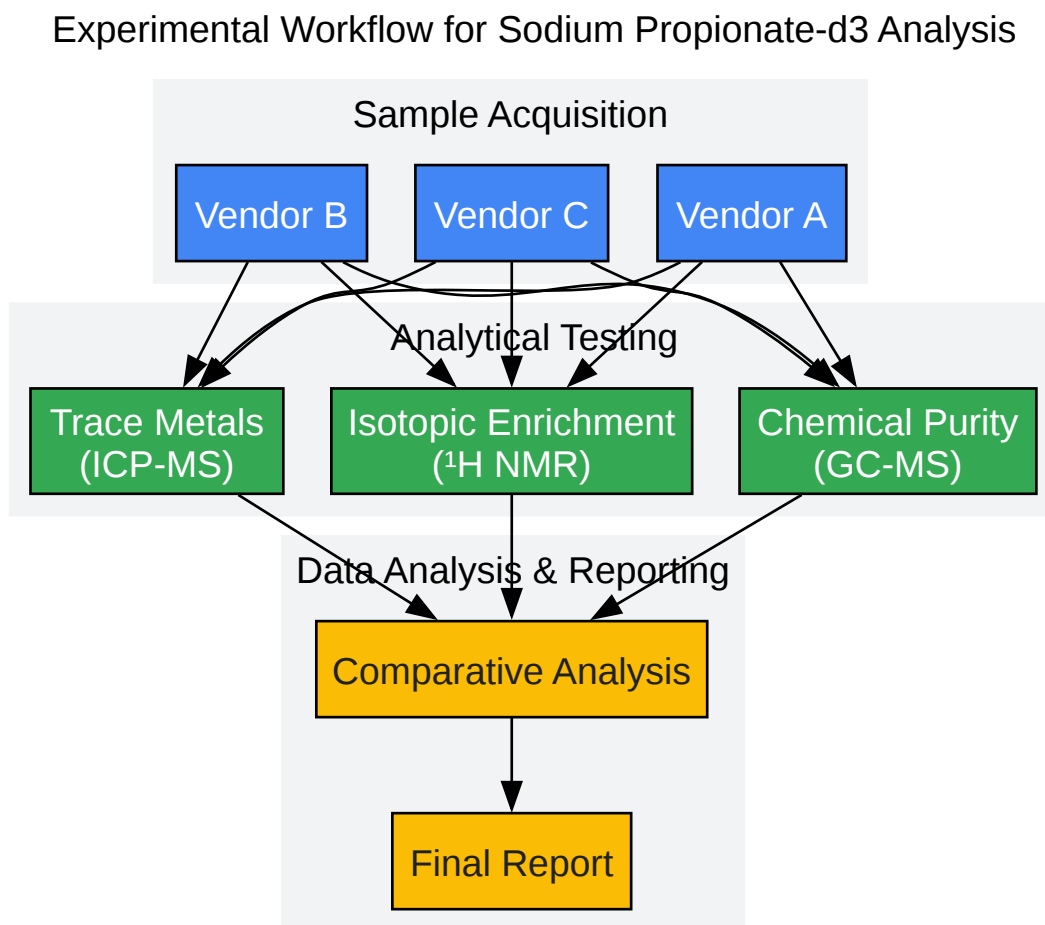 Experimental Workflow for Sodium Propionate-d3 Analysis
Sample Acquisition
Vendor B
Vendor C
Vendor A
Analytical Testing
Trace Metals
(ICP-MS)
Isotopic Enrichment
(¹H NMR)
Chemical Purity
(GC-MS)
Data Analysis & Reporting
Comparative Analysis
Final Report